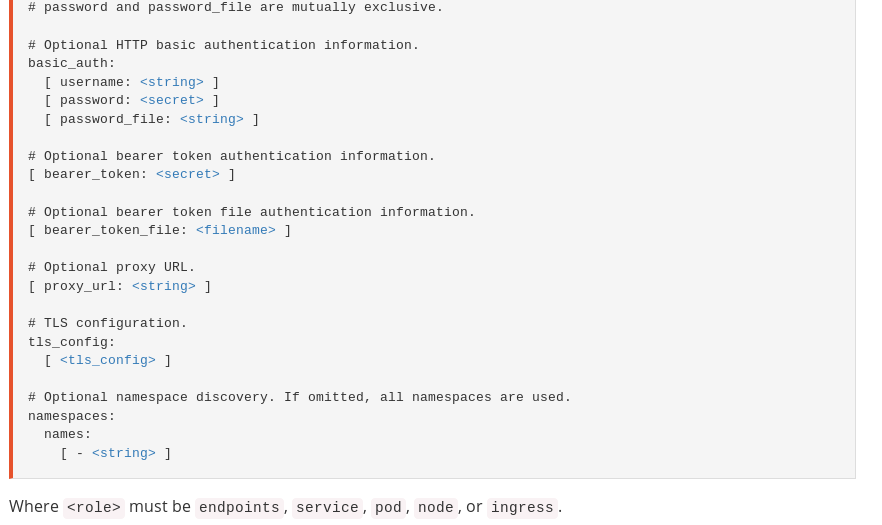 # password and password_file are mutually exclusive.

# Optional HTTP basic authentication information.
basic_auth:
  [ username: <string> ]
  [ password: <secret> ]
  [ password_file: <string> ]

# Optional bearer token authentication information.
[ bearer_token: <secret> ]

# Optional bearer token file authentication information.
[ bearer_token_file: <filename> ]

# Optional proxy URL.
[ proxy_url: <string> ]

# TLS configuration.
tls_config:
  [ <tls_config> ]

# Optional namespace discovery. If omitted, all namespaces are used.
namespaces:
  names:
    [ - <string> ]

Where <role> must be endpoints, service, pod, node, or ingress.